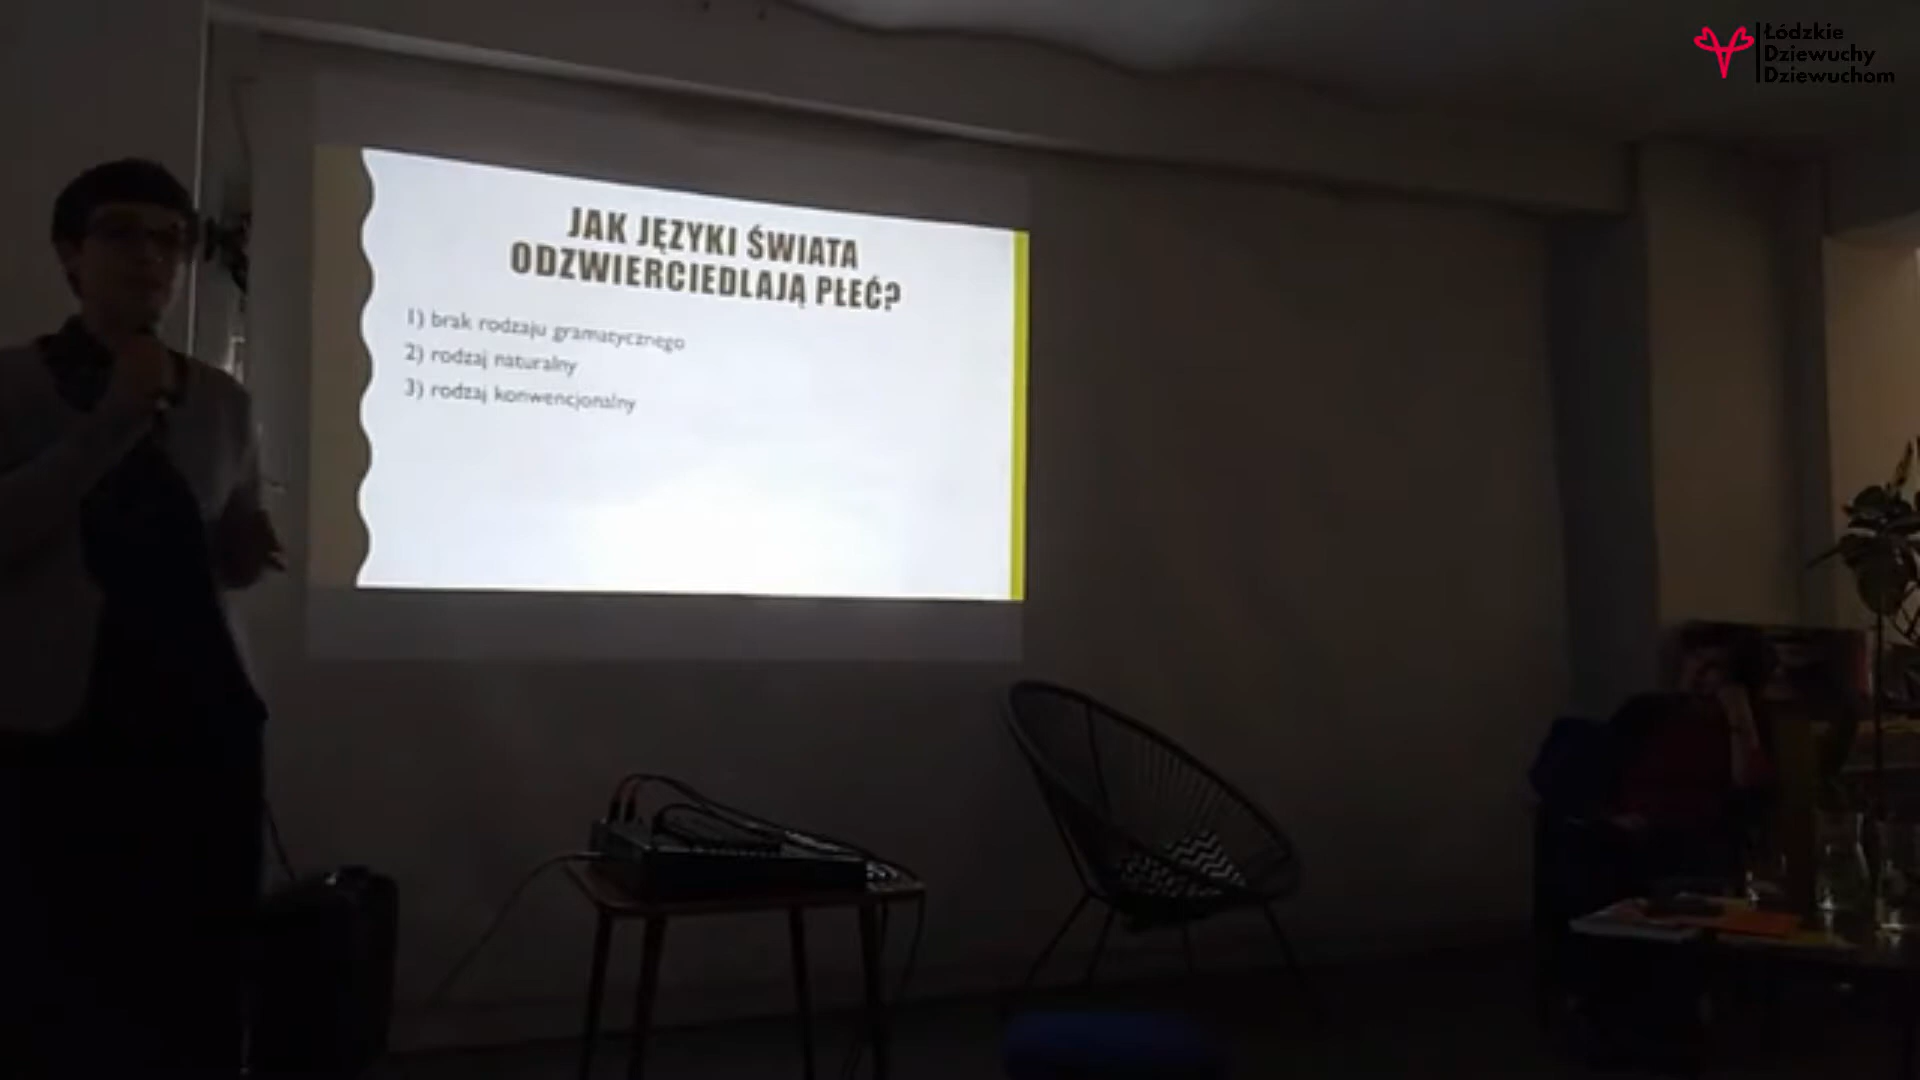 Łódzkie
Dziewuchy
Dziewuchom
JAK JĘZYKI ŚWIATA
ODZWIERCIEDLAJĄ PŁEĆ?
1) brak rodzaju gramatycznego
2) rodzaj naturalny
3) rodzaj konwencjonalny